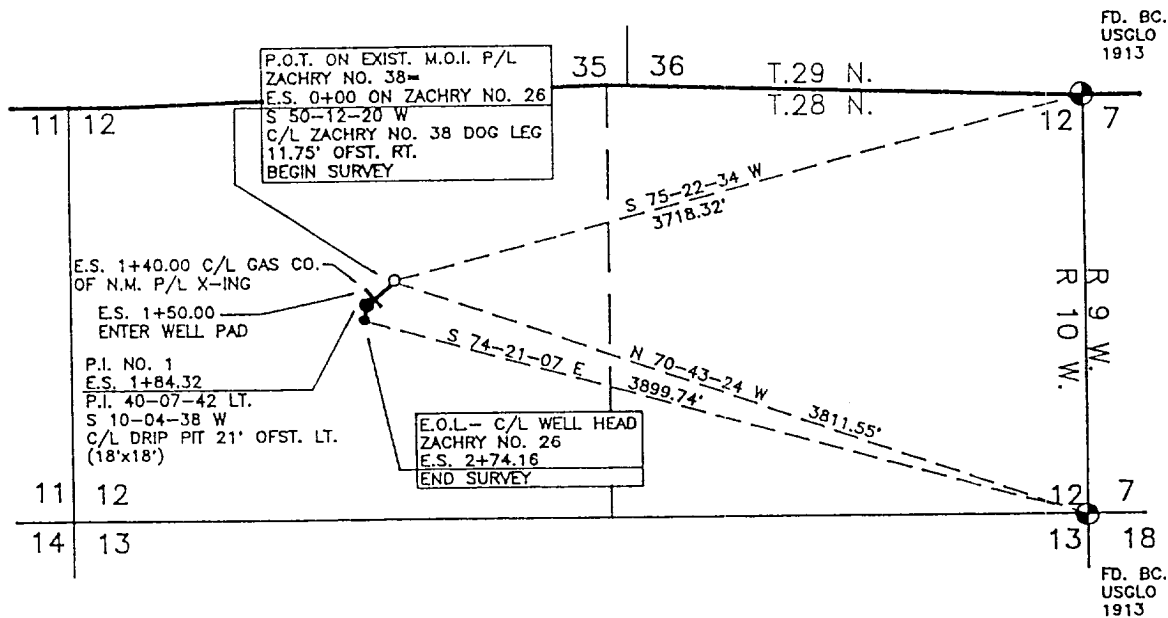 FD. BC.
USGLO
1913
P.O.T. ON EXIST. M.O.I. P/L
ZACHRY NO. 38=
E.S. 0+00 ON ZACHRY NO. 26
S 50-12-20 W
C/L ZACHRY NO. 38 DOG LEG
11.75' OFST. RT.
BEGIN SURVEY
35 36
T.29 N.
T.28 N.
11 12
12 7
S 75-22-34 W
3718.32'
E.S. 1+40.00 C/L GAS CO.
OF N.M. P/L X-ING
E.S. 1+50.00
ENTER WELL PAD
R 9 W.
R 10 W.
P.I. NO. 1
E.S. 1+84.32
P.I. 40-07-42 LT.
S 10-04-38 W
C/L DRIP PIT 21' OFST. LT.
(18'x18')
S 74-21-07 E
3899.74'
N 70-43-24 W
3811.55'
E.O.L.- C/L WELL HEAD
ZACHRY NO. 26
E.S. 2+74.16
END SURVEY
11 12
12 7
14 13
13 18
FD. BC.
USGLO
1913